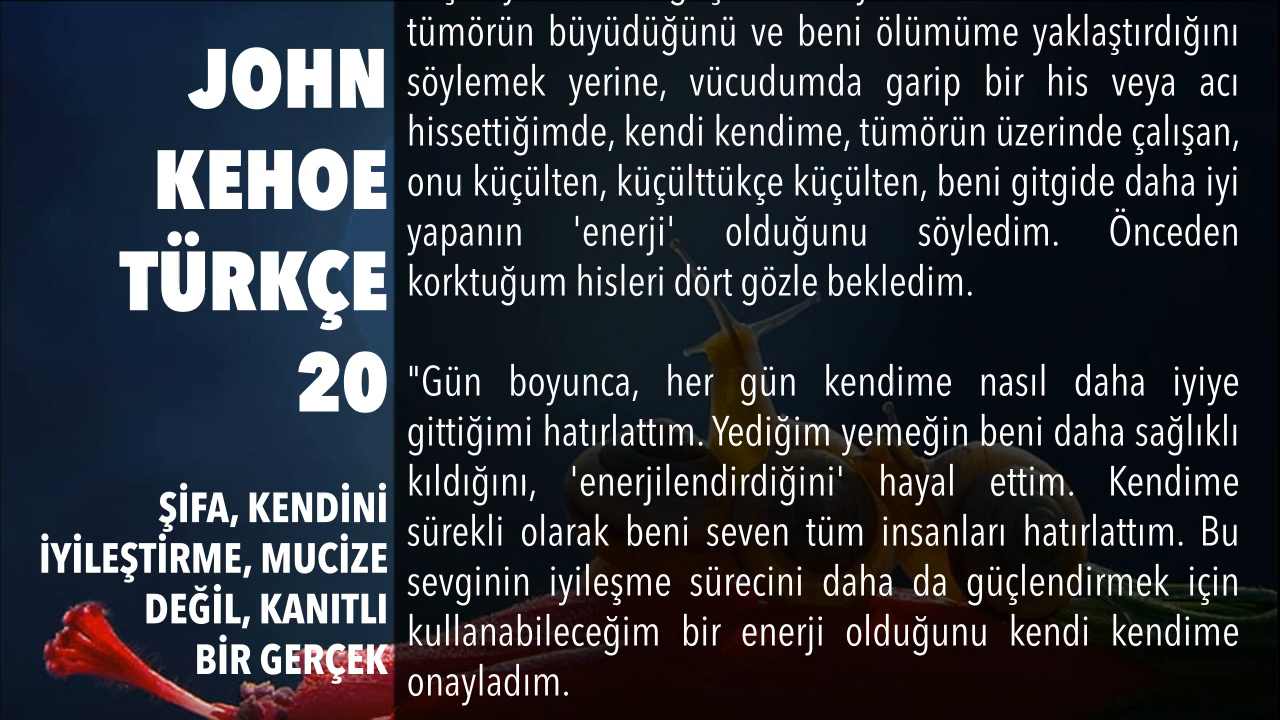 JOHN
KEHOE
TÜRKÇE
20
ŞİFA, KENDİNİ
İYİLEŞTİRME, MUCİZE
DEĞİL, KANITLI
BİR GERÇEK
tümörün büyüdüğünü ve beni ölümüme yaklaştırdığını
söylemek yerine, vücudumda garip bir his veya acı
hissettiğimde, kendi kendime, tümörün üzerinde çalışan,
onu küçülten, küçülttükçe küçülten, beni gitgide daha iyi
yapanın 'enerji' olduğunu söyledim. Önceden
korktuğum hisleri dört gözle bekledim.
"Gün boyunca, her gün kendime nasıl daha iyiye
gittiğimi hatırlattım. Yediğim yemeğin beni daha sağlıklı
kıldığını, 'enerjilendirdiğini' hayal ettim. Kendime
sürekli olarak beni seven tüm insanları hatırlattım. Bu
sevginin iyileşme sürecini daha da güçlendirmek için
kullanabileceğim bir enerji olduğunu kendi kendime
onayladım.